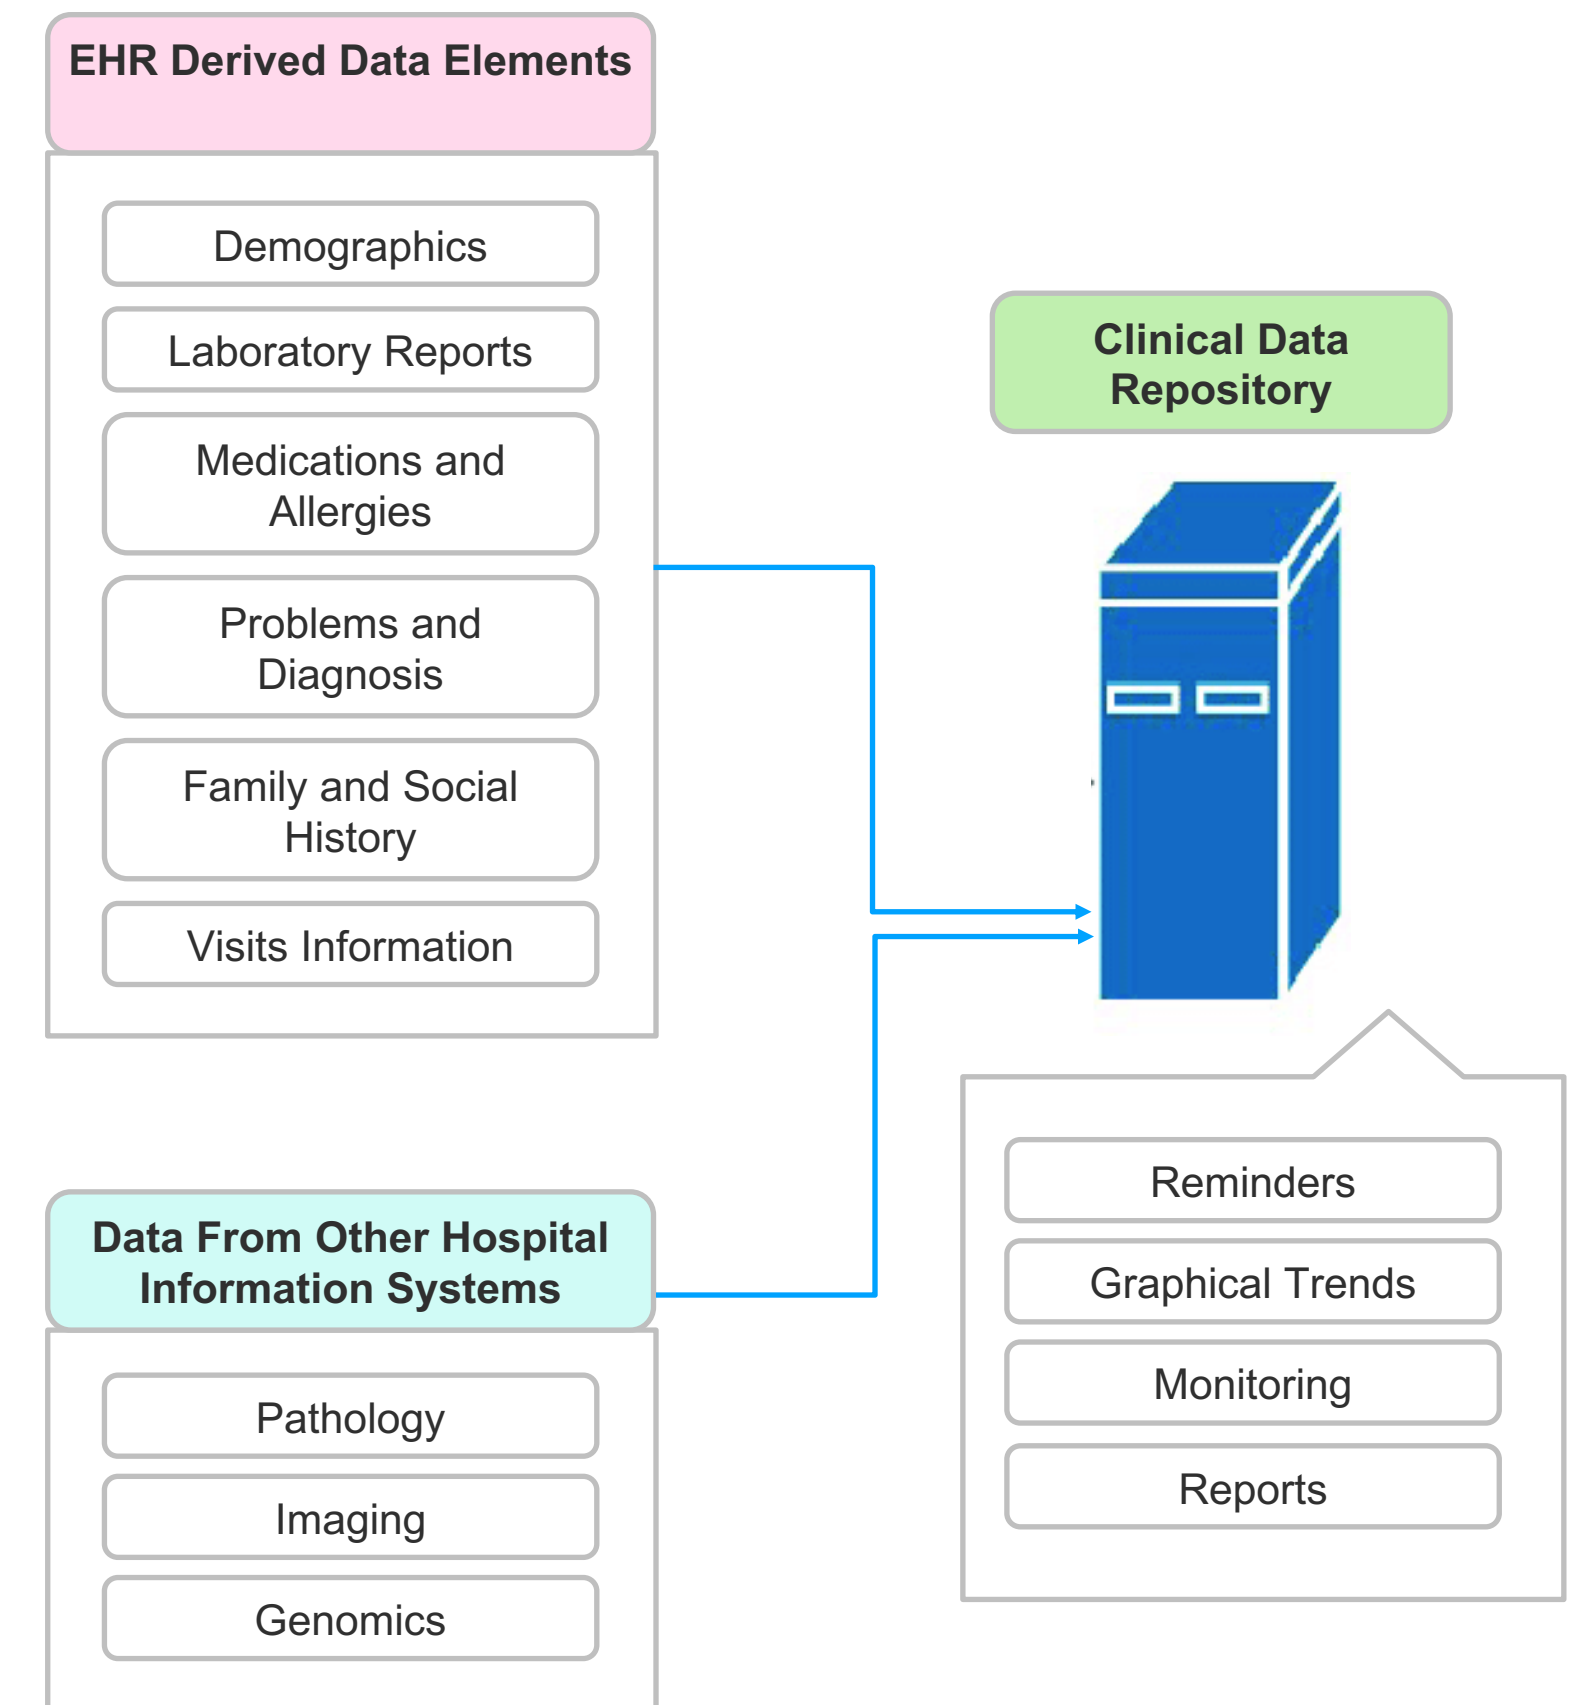 EHR Derived Data Elements
Demographics
Laboratory Reports
Medications and
Allergies
Problems and
Diagnosis
Family and Social
History
Visits Information
Data From Other Hospital
Information Systems
Pathology
Imaging
Genomics
Clinical Data
Repository
Reminders
Graphical Trends
Monitoring
Reports